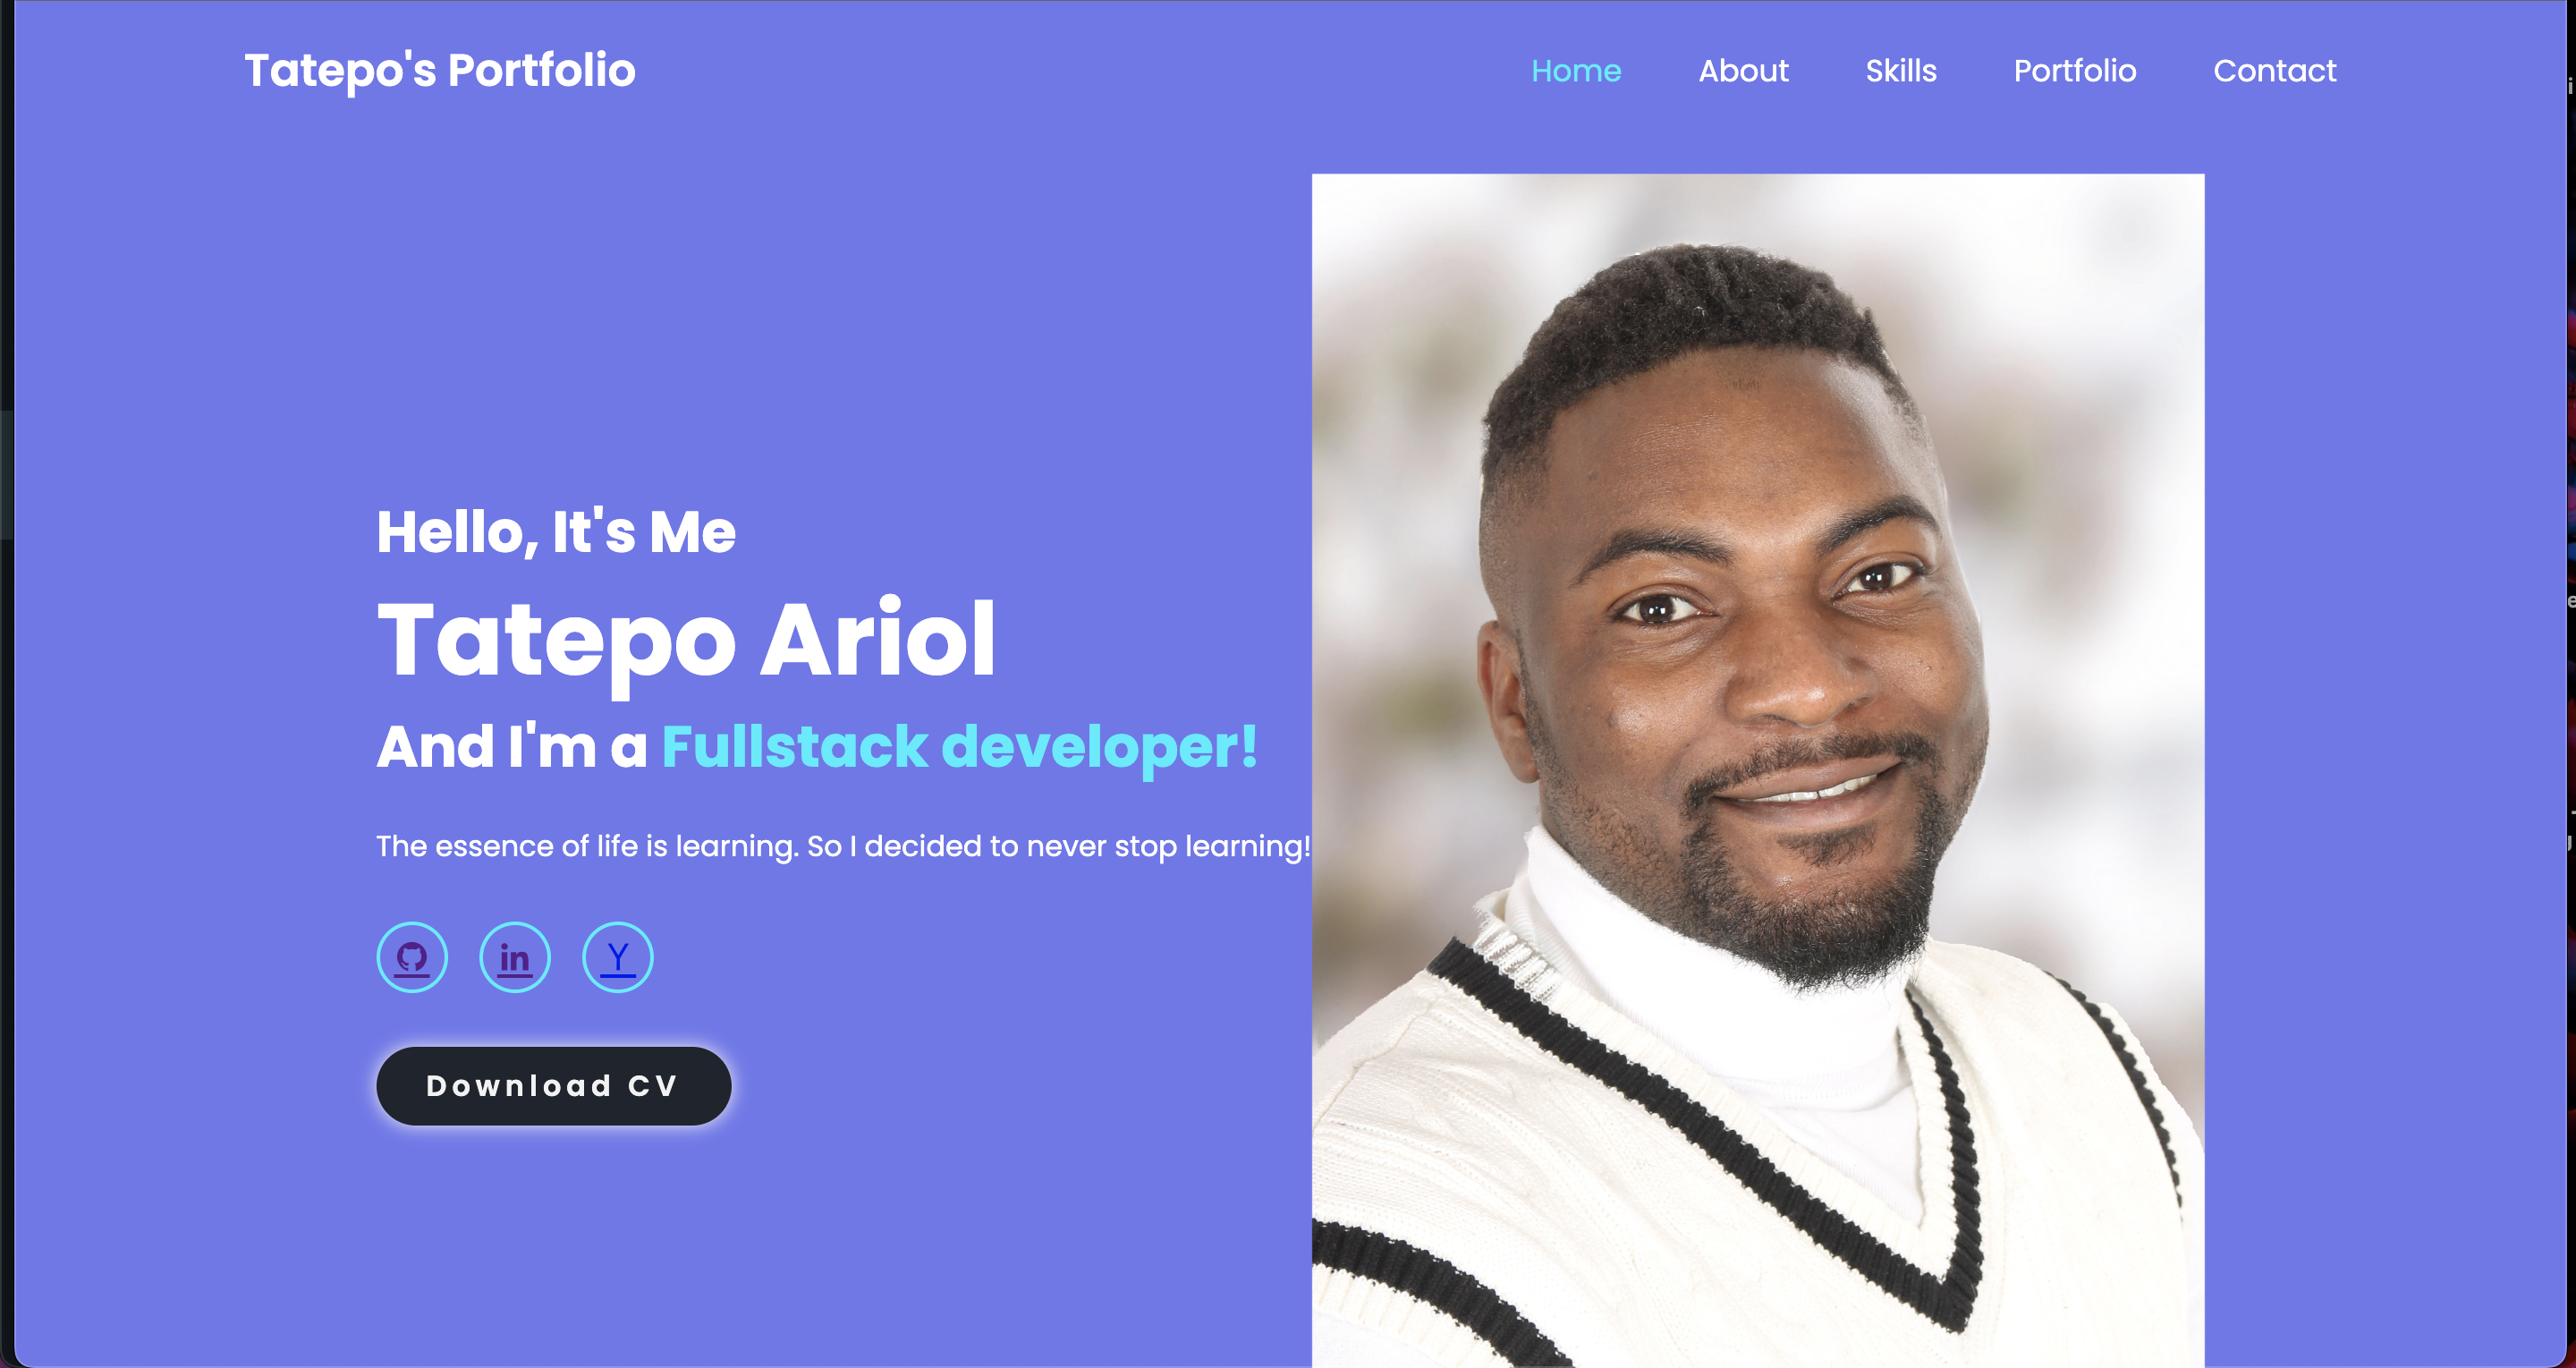 Tatepo's Portfolio
Home About Skills Portfolio Contact
Hello, It's Me
Tatepo Ariol
And I'm a Fullstack developer!
The essence of life is learning. So I decided to never stop learning!
in Y
Download CV